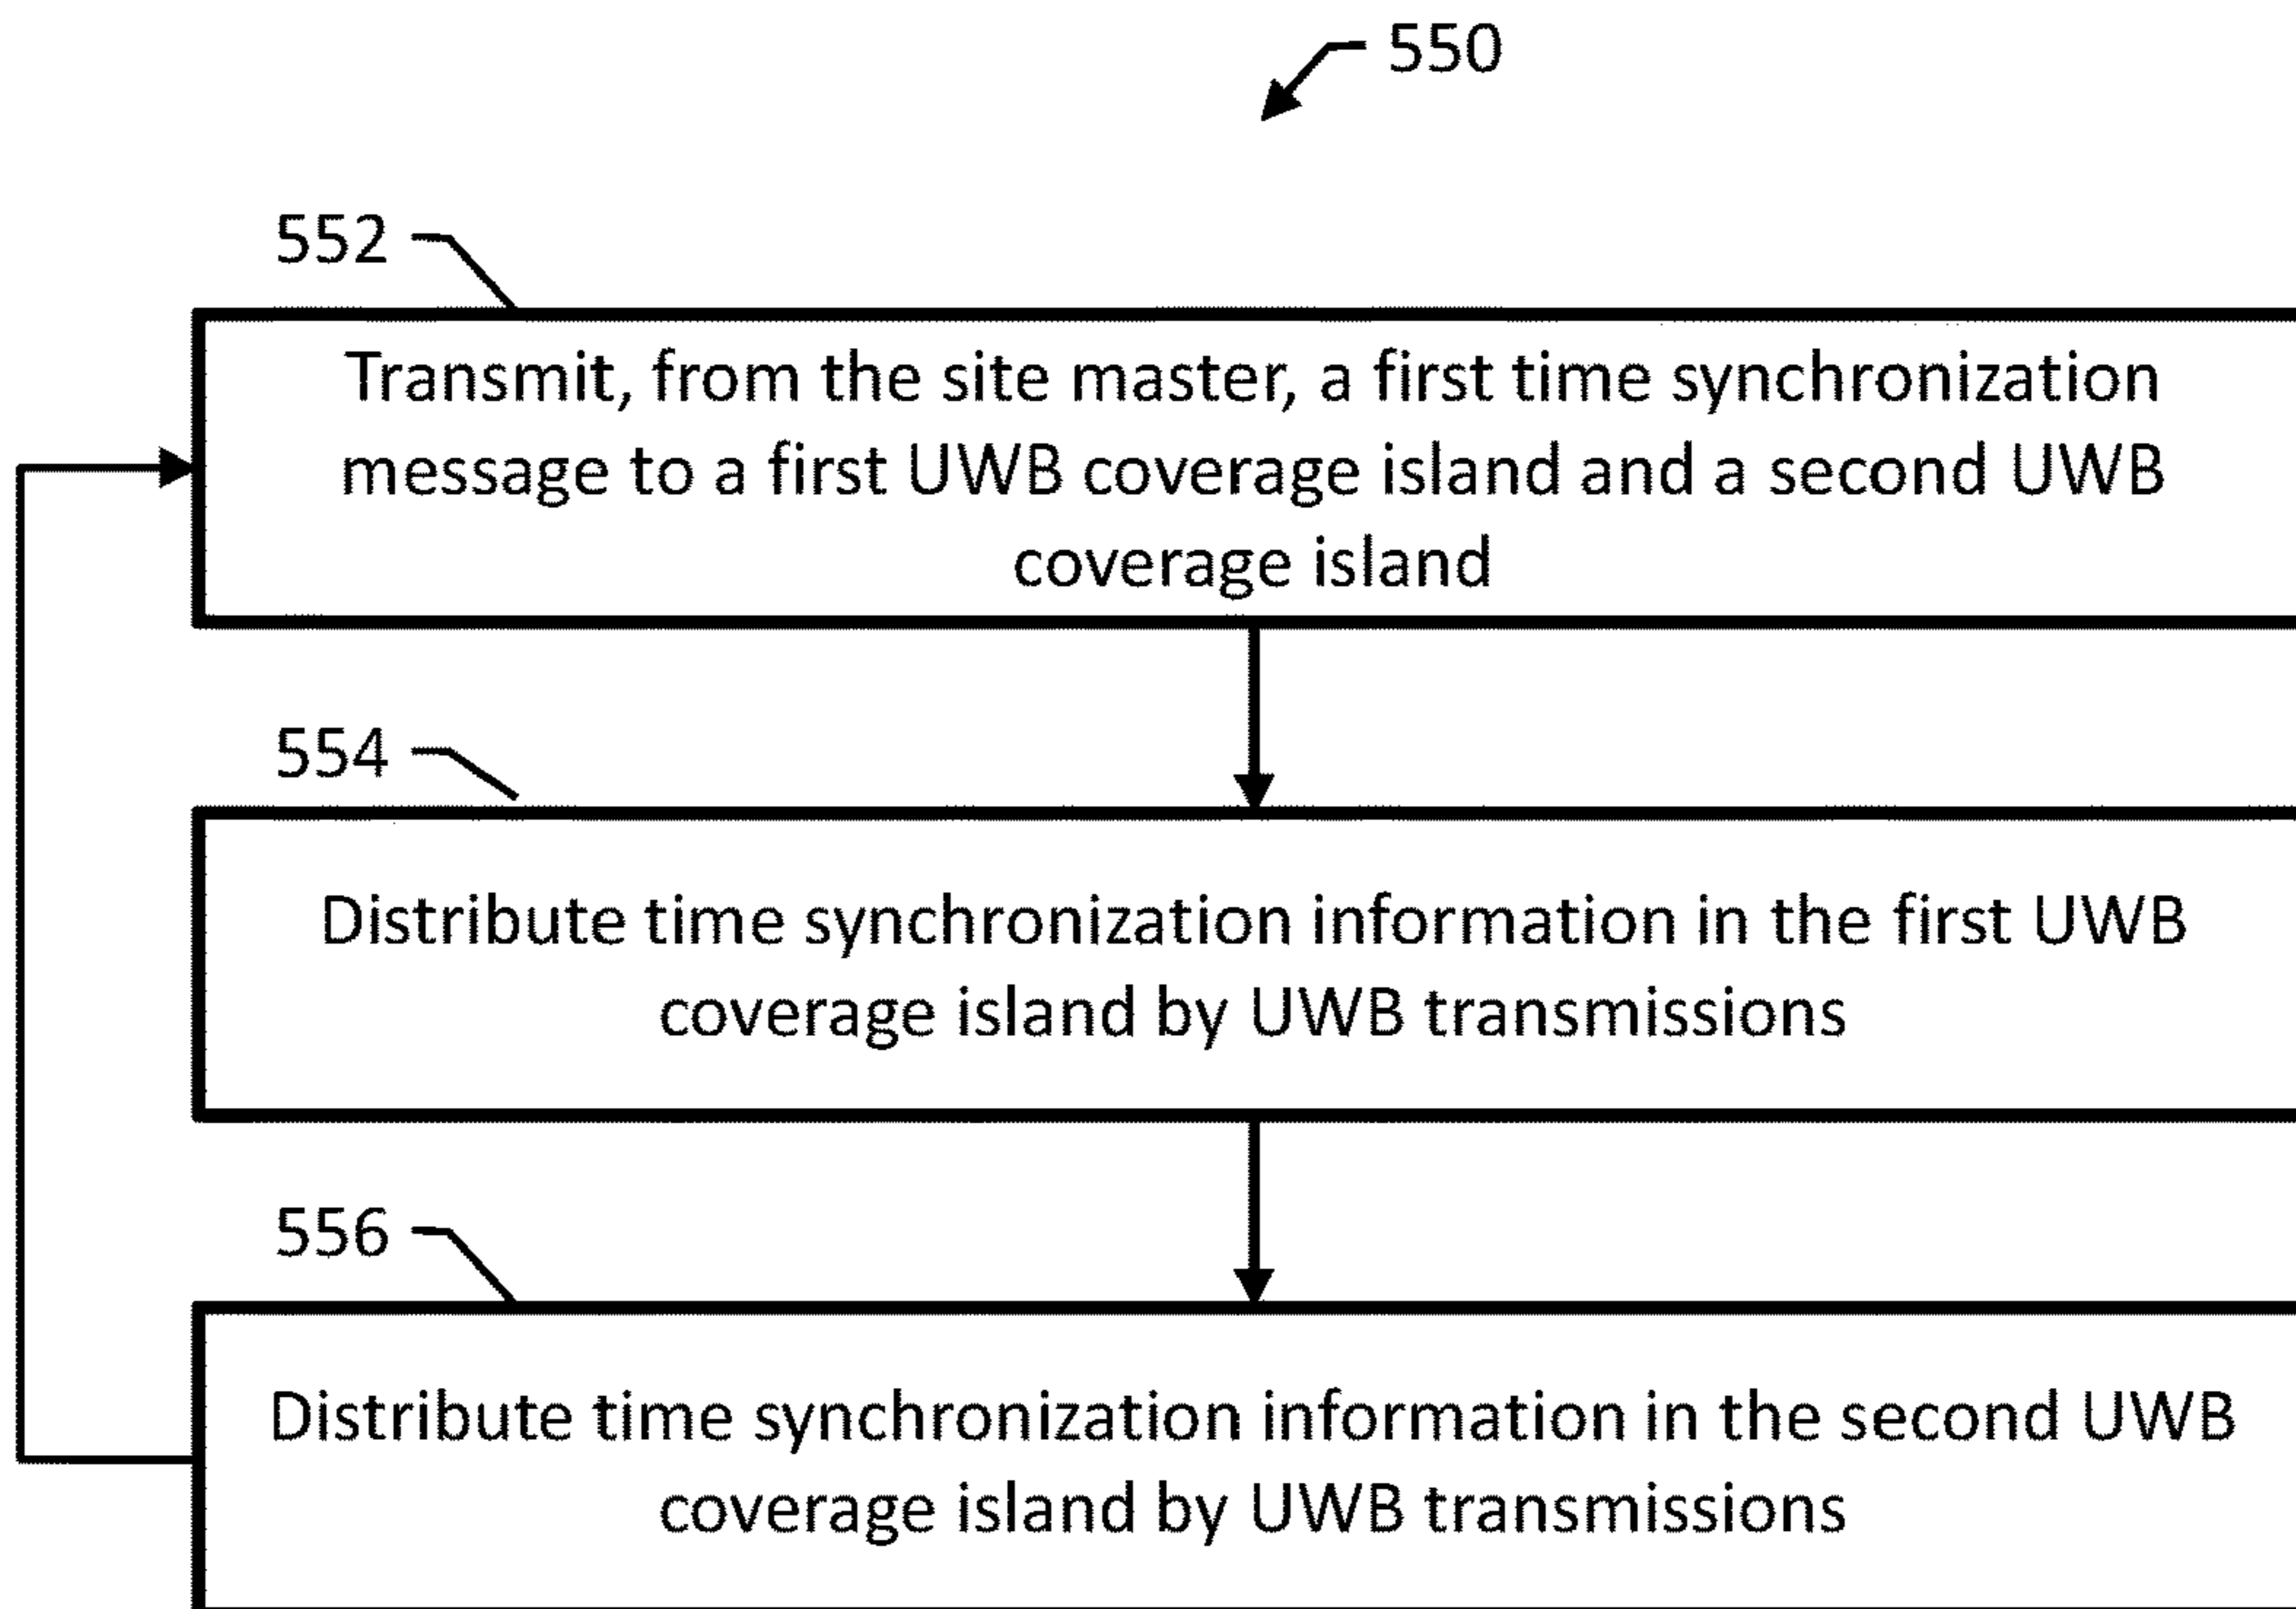 550
552
Transmit, from the site master, a first time synchronization
message to a first UWB coverage island and a second UWB
coverage island
554
Distribute time synchronization information in the first UWB
coverage island by UWB transmissions
556
Distribute time synchronization information in the second UWB
coverage island by UWB transmissions